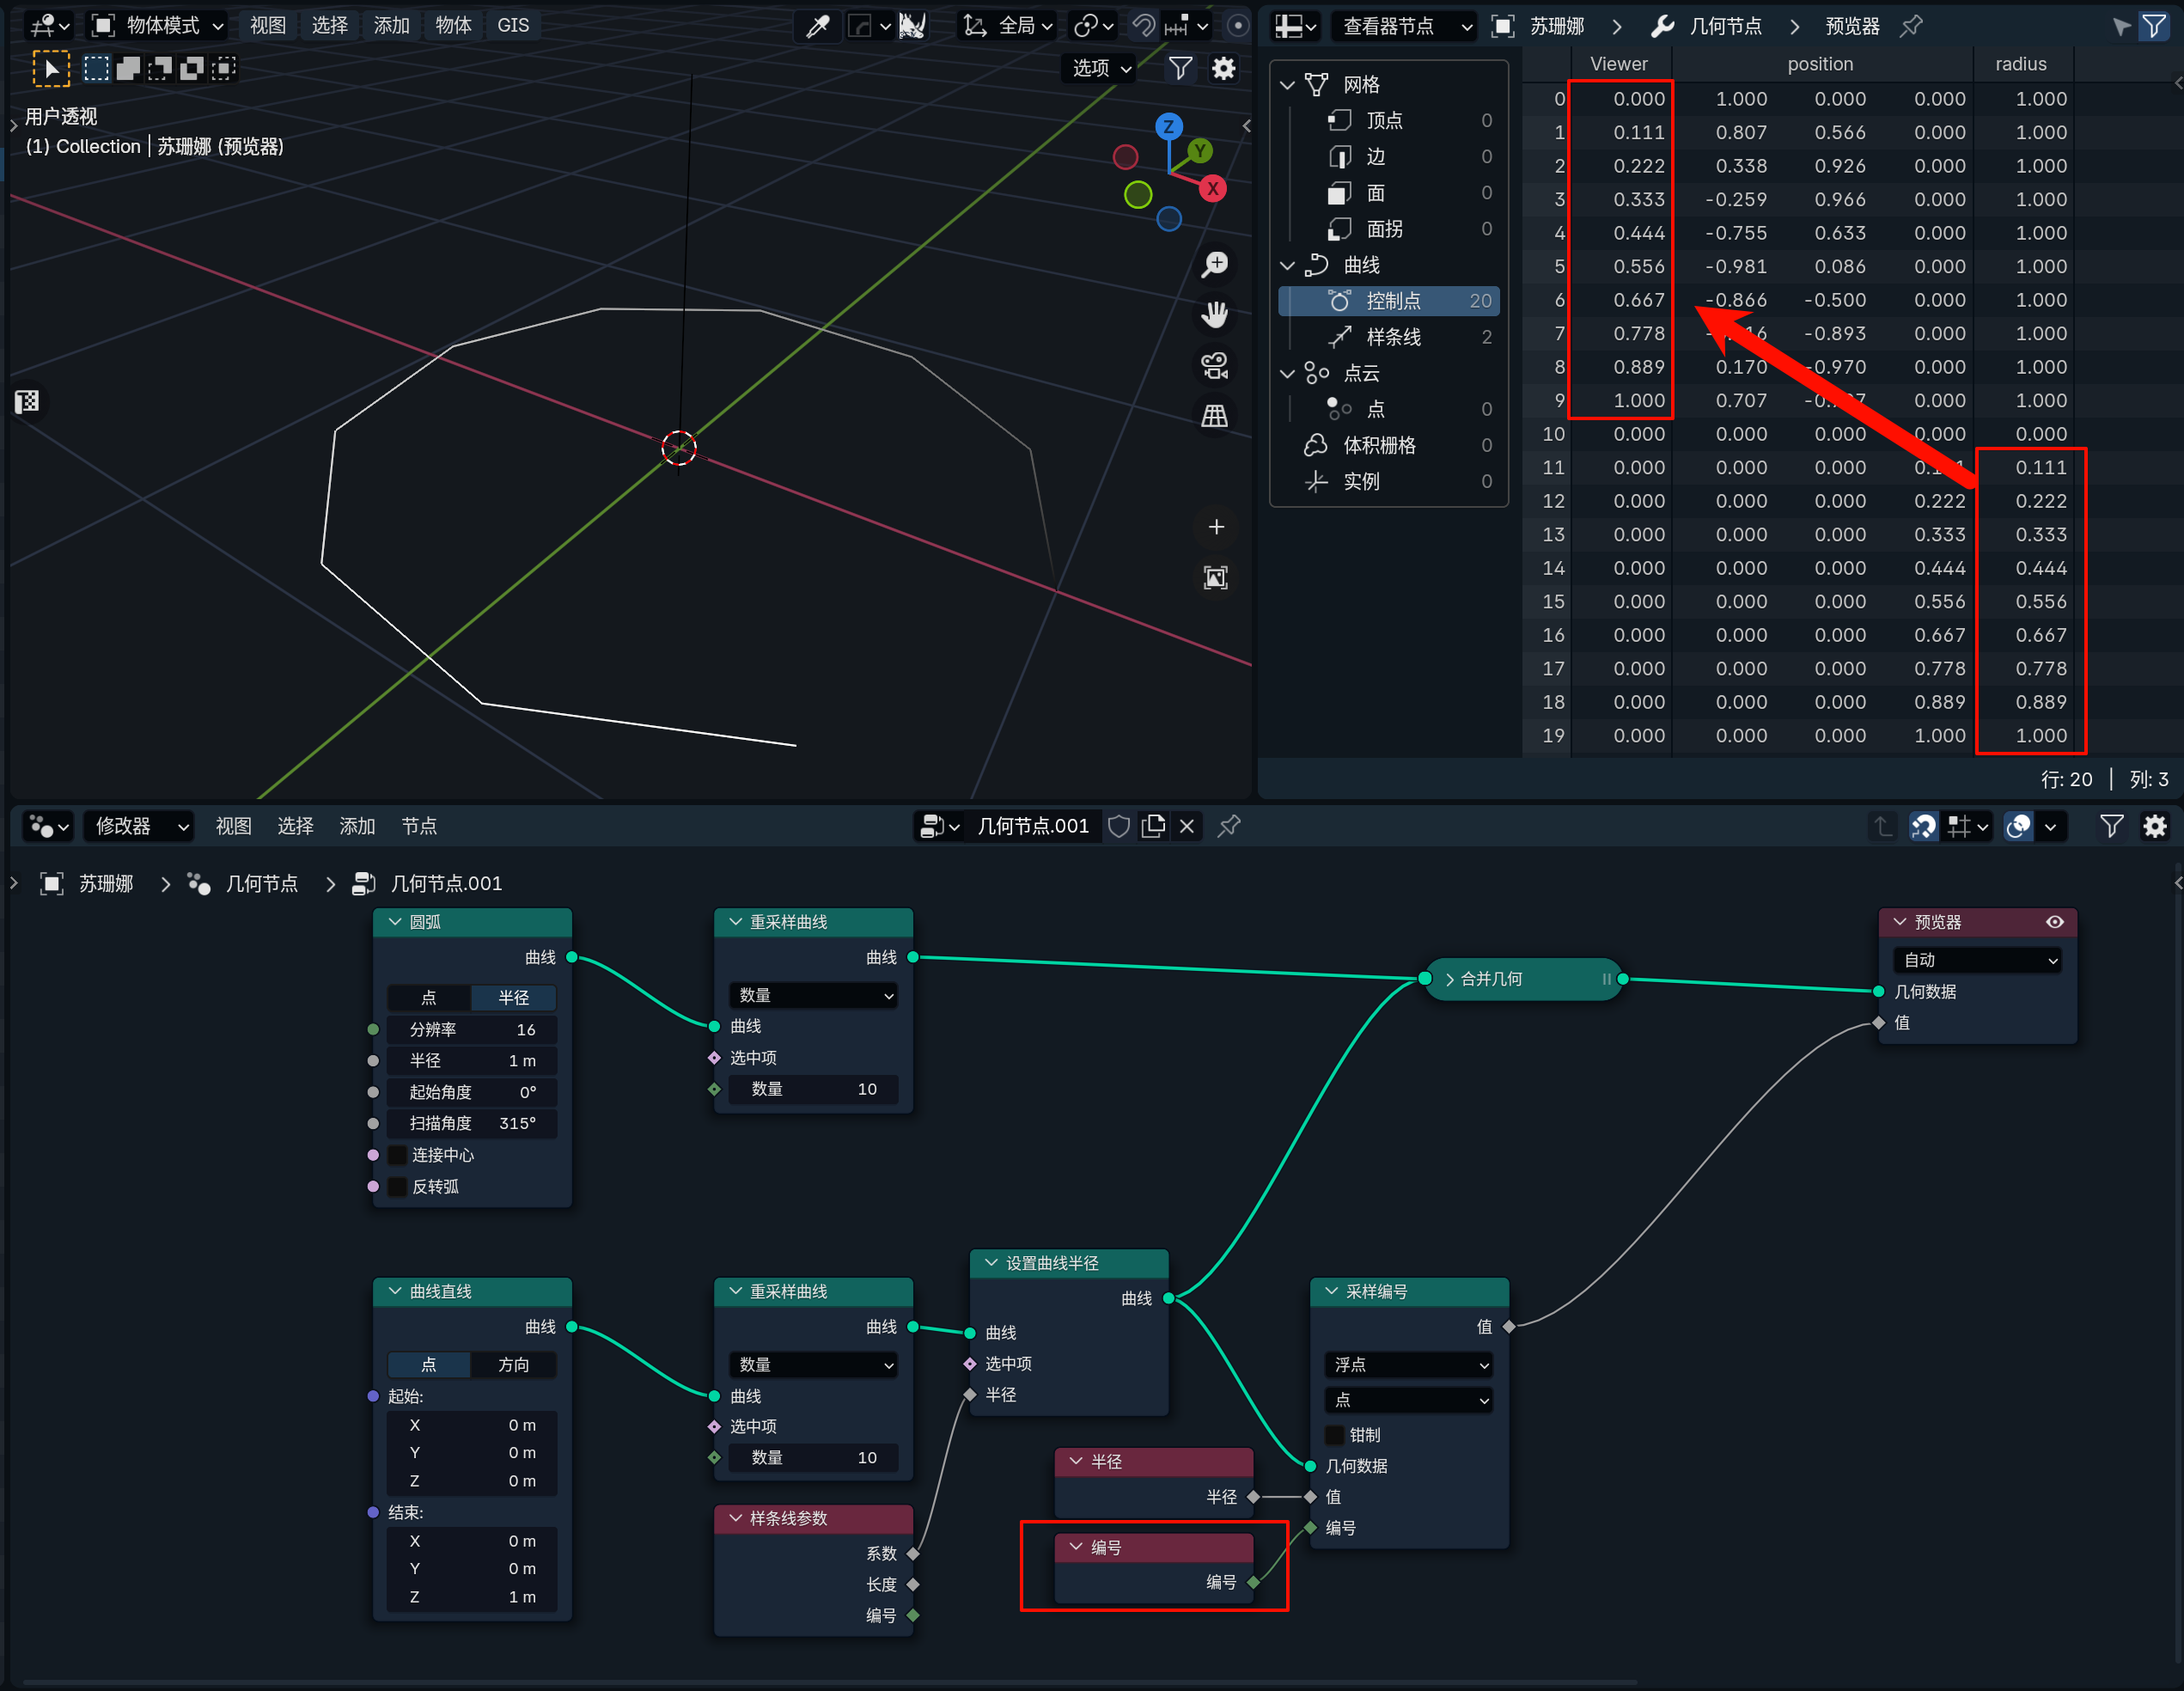 物体模式 视图 选择 添加 物体 GIS 全局
选项
用户透视
(1) Collection | 苏珊娜 (预览器)
Z
Y
X
查看器节点 苏珊娜 几何节点 预览器
网格
顶点 0
边 0
面 0
面拐 0
曲线
控制点 20
样条线 2
点云
点 0
体积栅格 0
实例 0
Viewer position radius
0 0.000 1.000 0.000 0.000 1.000
1 0.111 0.807 0.566 0.000 1.000
2 0.222 0.338 0.926 0.000 1.000
3 0.333 -0.259 0.966 0.000 1.000
4 0.444 -0.755 0.633 0.000 1.000
5 0.556 -0.981 0.086 0.000 1.000
6 0.667 -0.866 -0.500 0.000 1.000
7 0.778 -0.893 0.000 1.000
8 0.889 0.170 -0.970 0.000 1.000
9 1.000 0.707 0.000 1.000
10 0.000 0.000 0.000 0.000 0.000
11 0.000 0.000 0.000 0.111
12 0.000 0.000 0.000 0.222 0.222
13 0.000 0.000 0.000 0.333 0.333
14 0.000 0.000 0.000 0.444 0.444
15 0.000 0.000 0.000 0.556 0.556
16 0.000 0.000 0.000 0.667 0.667
17 0.000 0.000 0.000 0.778 0.778
18 0.000 0.000 0.000 0.889 0.889
19 0.000 0.000 0.000 1.000 1.000
行: 20 | 列: 3
修改器 视图 选择 添加 节点 几何节点.001
苏珊娜 几何节点 几何节点.001
圆弧
曲线
点 半径
分辨率 16
半径 1 m
起始角度 0°
扫描角度 315°
连接中心
反转弧
重采样曲线
曲线
数量
曲线
选中项
数量 10
合并几何
预览器
自动
几何数据
值
曲线直线
曲线
点 方向
起始:
X 0 m
Y 0 m
Z 0 m
结束:
X 0 m
Y 0 m
Z 1 m
重采样曲线
曲线
数量
曲线
选中项
数量 10
样条线参数
系数
长度
编号
设置曲线半径
曲线
曲线
选中项
半径
半径
半径
编号
编号
采样编号
值
浮点
点
钳制
几何数据
值
编号